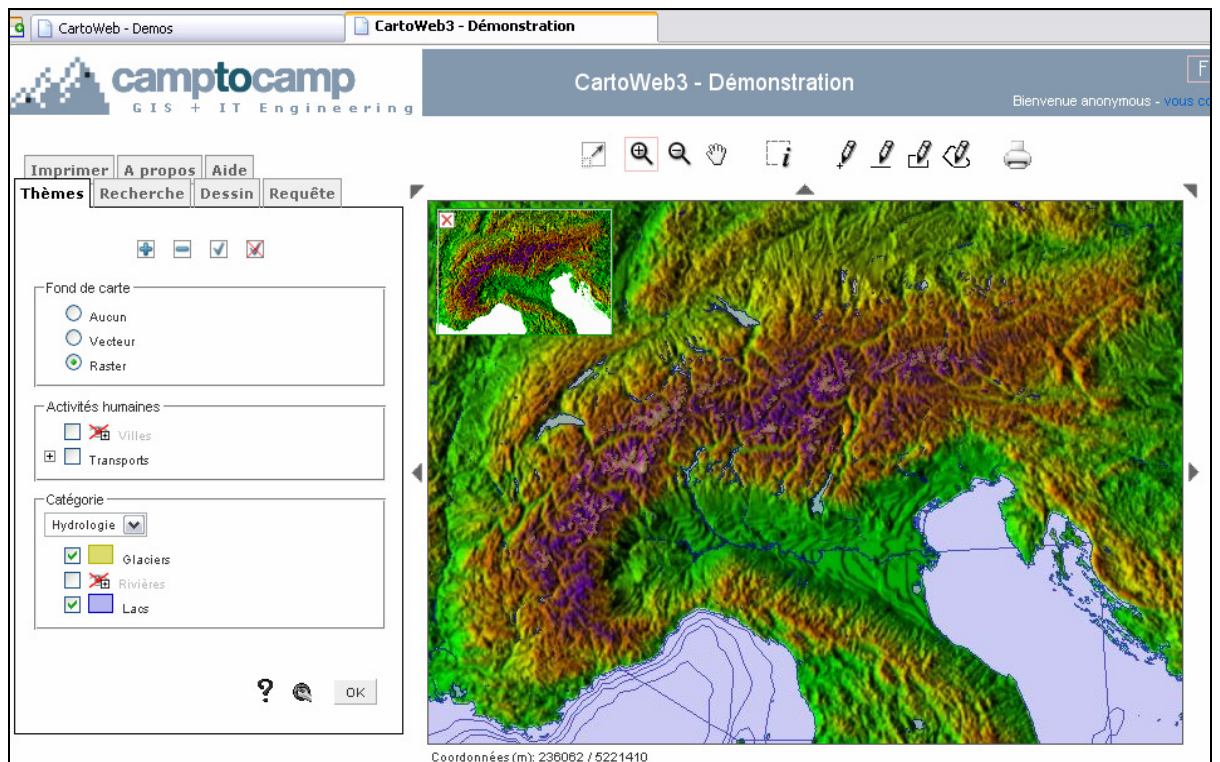 CartoWeb - Demos
CartoWeb3 - Démonstration
camptocamp
GIS + IT Engineering
CartoWeb3 - Démonstration
F
Bienvenue anonymous - vous
Imprimer
A propos
Aide
Thèmes
Recherche
Dessin
Requête
Fond de carte
Aucun
Vecteur
Raster
Activités humaines
Villes
Transports
Catégorie
Hydrologie
Glaciers
Rivières
Lacs
? OK
Coordonnées (m): 236062 / 5221410